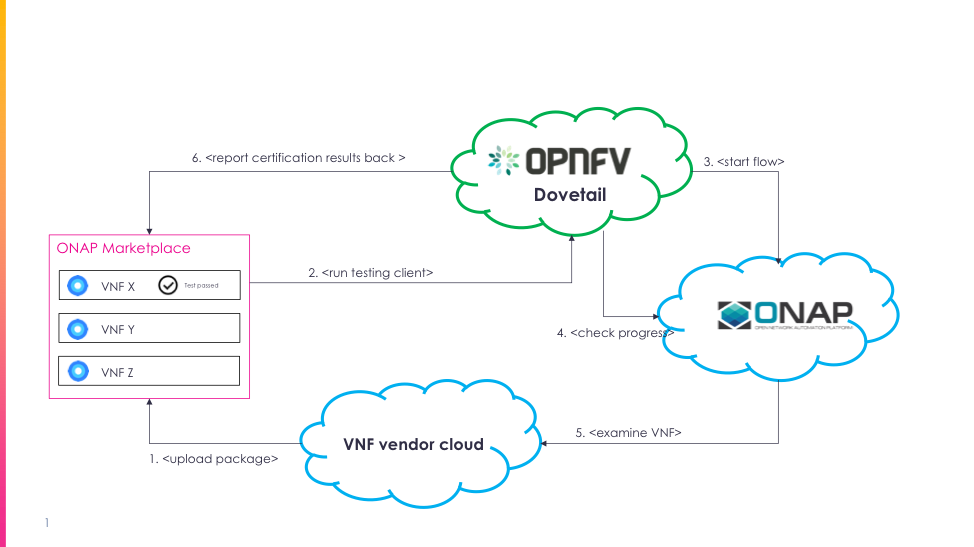 OPNFV
Dovetail
6. <report certification results back >
3. <start flow>
ONAP Marketplace
2. <run testing client>
VNF X
Test passed
VNF Y
VNF Z
ONAP
OPEN NETWORK AUTOMATION PLATFORM
4. <check progress>
5. <examine VNF>
VNF vendor cloud
1. <upload package>
1